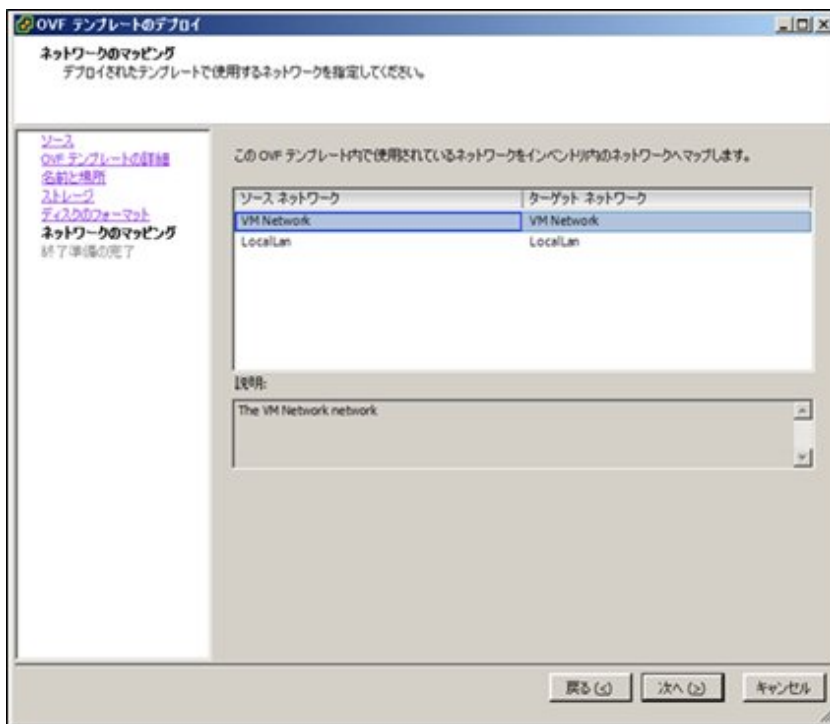 OVF テンプレートのデプロイ
ネットワークのマッピング
デプロイされたテンプレートで使用するネットワークを指定してください。
ソース
OVF テンプレートの詳細
名前と場所
ストレージ
ディスクのフォーマット
ネットワークのマッピング
終了準備の完了
この OVF テンプレート内で使用されているネットワークをインベントリ内のネットワークへマップします。
ソース ネットワーク ターゲット ネットワーク
VM Network VM Network
LocalLan LocalLan
説明:
The VM Network network
戻る (<) 次へ (>) キャンセル